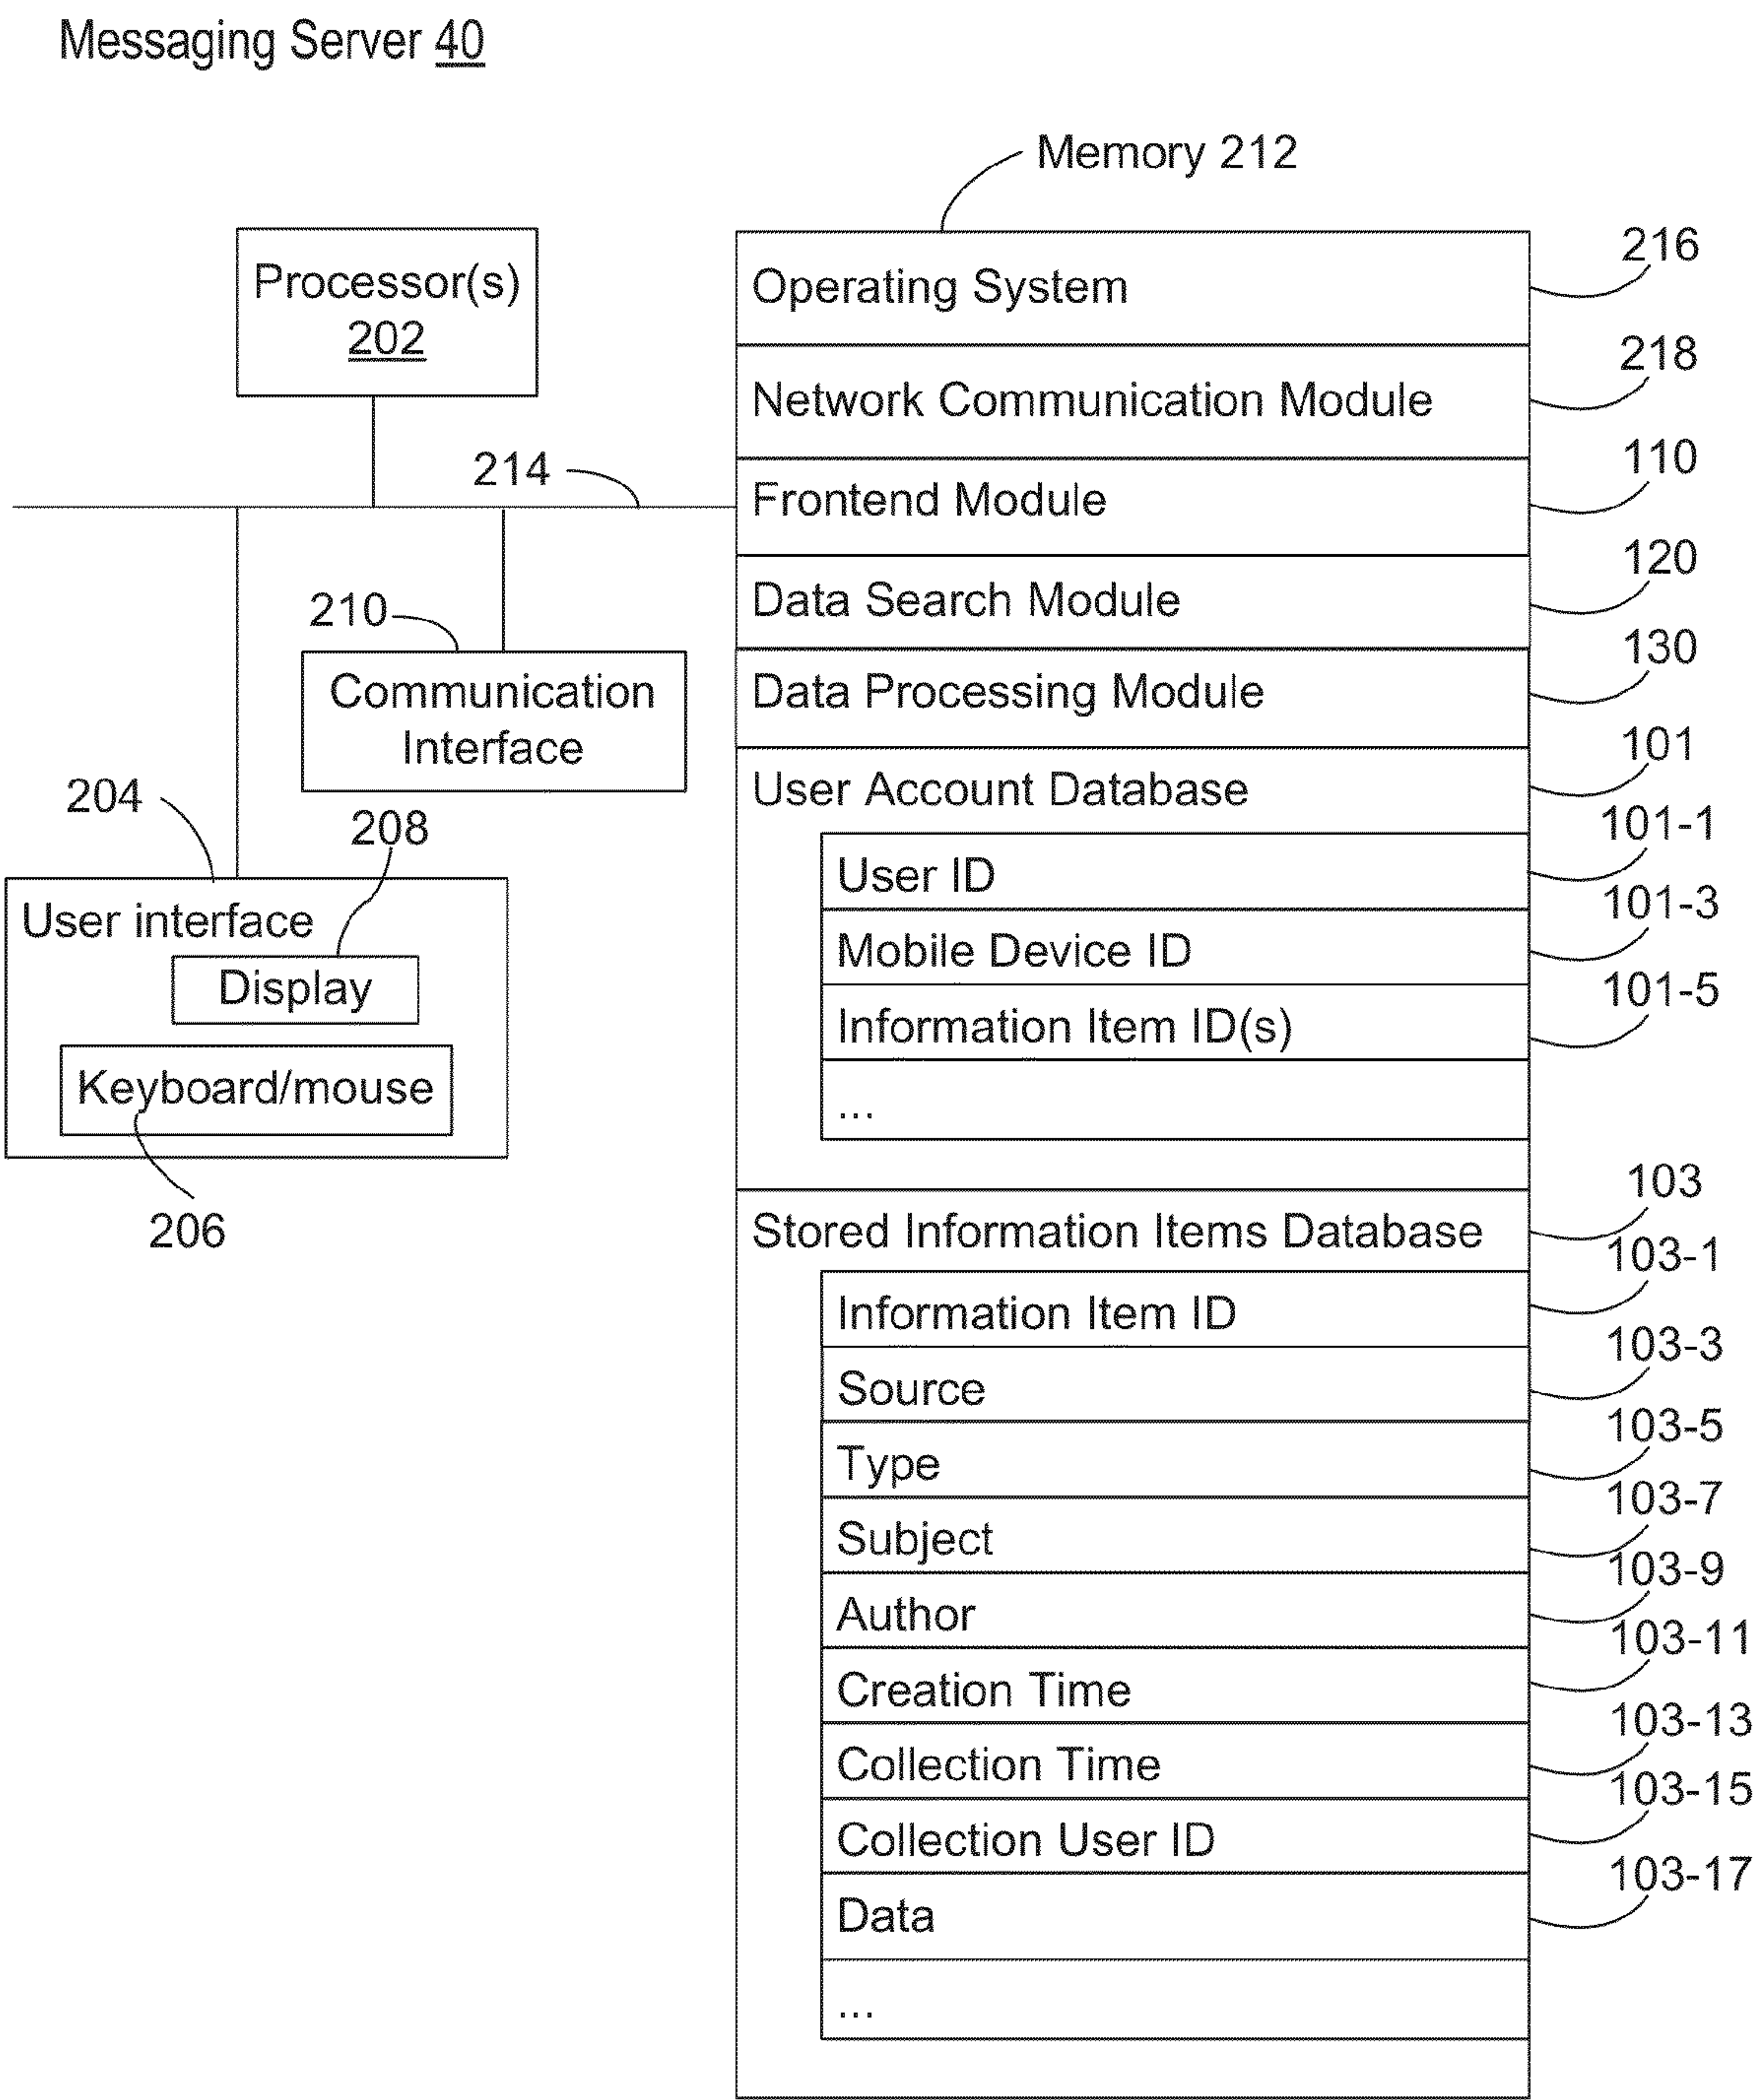 Messaging Server 40
Memory 212
Processor(s)
202
214
210
Communication
Interface
204
208
User interface
Display
Keyboard/mouse
206
Operating System
216
Network Communication Module
218
Frontend Module
110
Data Search Module
120
Data Processing Module
130
User Account Database
101
User ID
101-1
Mobile Device ID
101-3
Information Item ID(s)
101-5
...
Stored Information Items Database
103
Information Item ID
103-1
Source
103-3
Type
103-5
Subject
103-7
Author
103-9
Creation Time
103-11
Collection Time
103-13
Collection User ID
103-15
Data
103-17
...